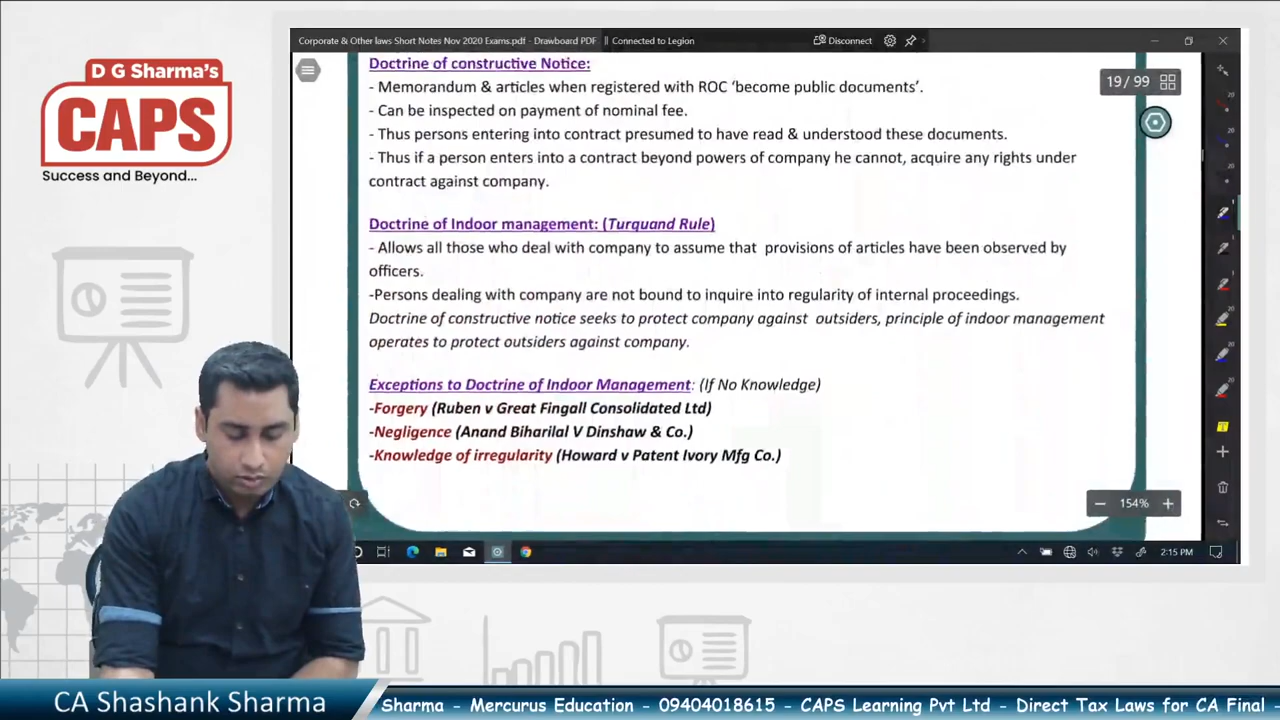 D G Sharma's
CAPS
Success and Beyond...
Corporate & Other laws Short Notes Nov 2020 Exams.pdf - Drawboard PDF
Connected to Legion
Disconnect
19 / 99
Doctrine of constructive Notice:
- Memorandum & articles when registered with ROC ‘become public documents’.
- Can be inspected on payment of nominal fee.
- Thus persons entering into contract presumed to have read & understood these documents.
- Thus if a person enters into a contract beyond powers of company he cannot, acquire any rights under
contract against company.
Doctrine of Indoor management: (Turquand Rule)
- Allows all those who deal with company to assume that provisions of articles have been observed by
officers.
-Persons dealing with company are not bound to inquire into regularity of internal proceedings.
Doctrine of constructive notice seeks to protect company against outsiders, principle of indoor management
operates to protect outsiders against company.
Exceptions to Doctrine of Indoor Management: (If No Knowledge)
-Forgery (Ruben v Great Fingall Consolidated Ltd)
-Negligence (Anand Biharilal V Dinshaw & Co.)
-Knowledge of irregularity (Howard v Patent Ivory Mfg Co.)
154%
2:15 PM
CA Shashank Sharma
Sharma - Mercurus Education - 09404018615 - CAPS Learning Pvt Ltd - Direct Tax Laws for CA Final -